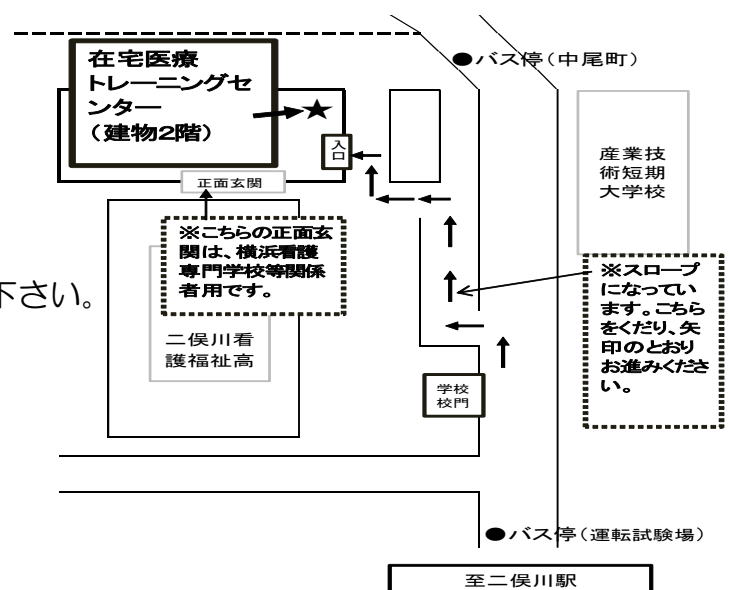 在宅医療
トレーニングセ
ンター
（建物2階）
★
●バス停（中尾町）
入口
産業技
術短期
大学校
正面玄関
※こちらの正面玄
関は、横浜看護
専門学校等関係
者用です。
下さい。
※スロープ
になってい
ます。こちら
をくだり、矢
印のとおり
お進みくださ
い。
二俣川看
護福祉高
学校
校門
●バス停（運転試験場）
至二俣川駅